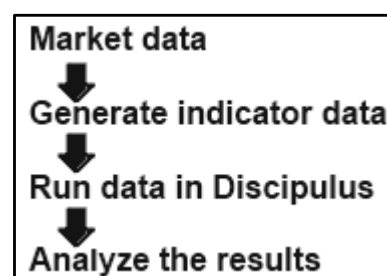 Market data
Generate indicator data
Run data in Discipulus
Analyze the results